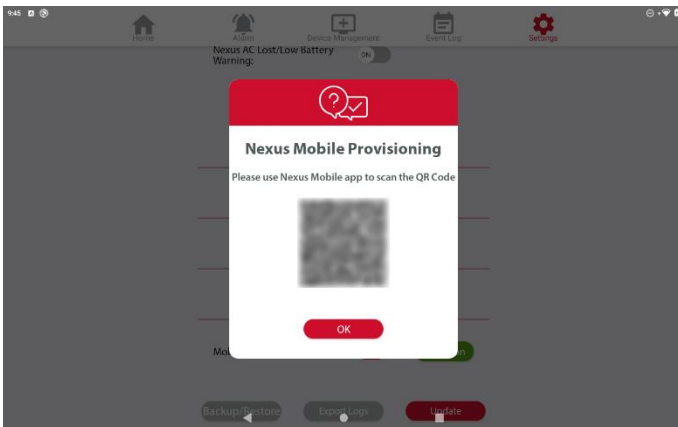 9:45
Home
Alarm
Device Management
Event Log
Settings
Nexus AC Lost/Low Battery
Warning:
ON
Nexus Mobile Provisioning
Please use Nexus Mobile app to scan the QR Code
OK
Backup/Restore
Export Logs
Update